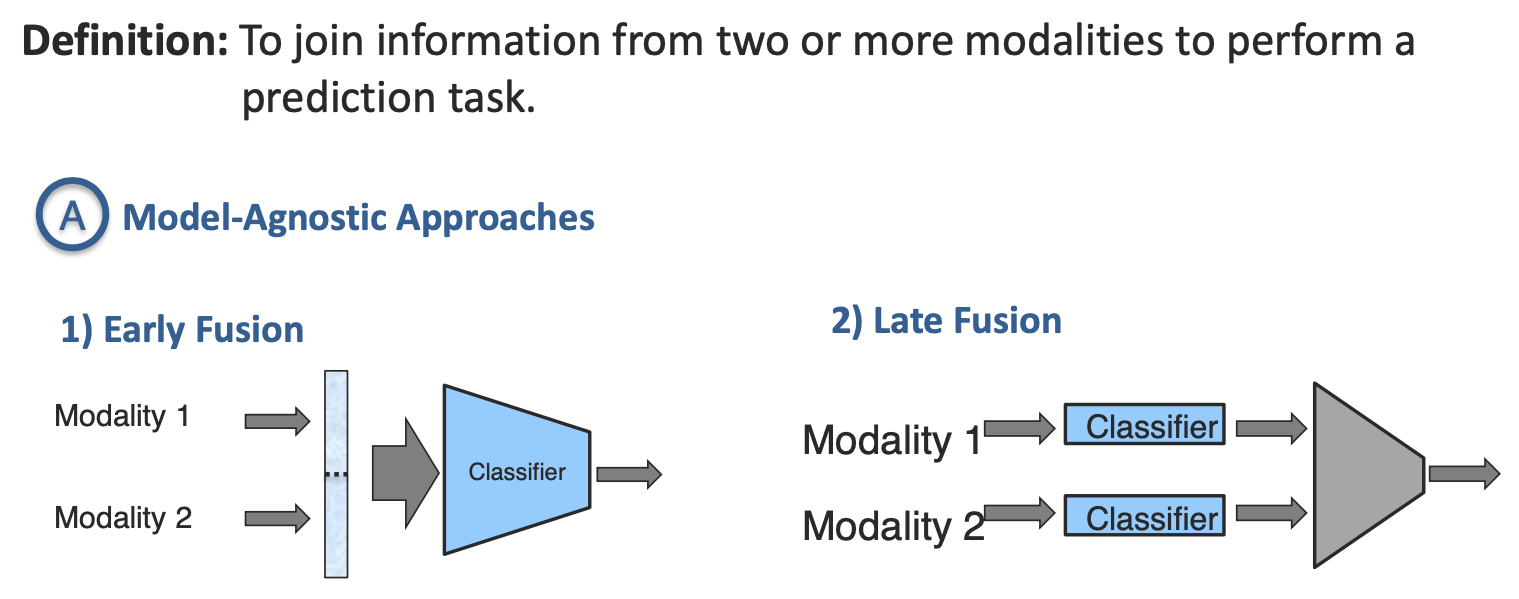 Definition: To join information from two or more modalities to perform a
prediction task.
A Model-Agnostic Approaches
1) Early Fusion
Modality 1
Modality 2
Classifier
2) Late Fusion
Modality 1
Classifier
Modality 2
Classifier